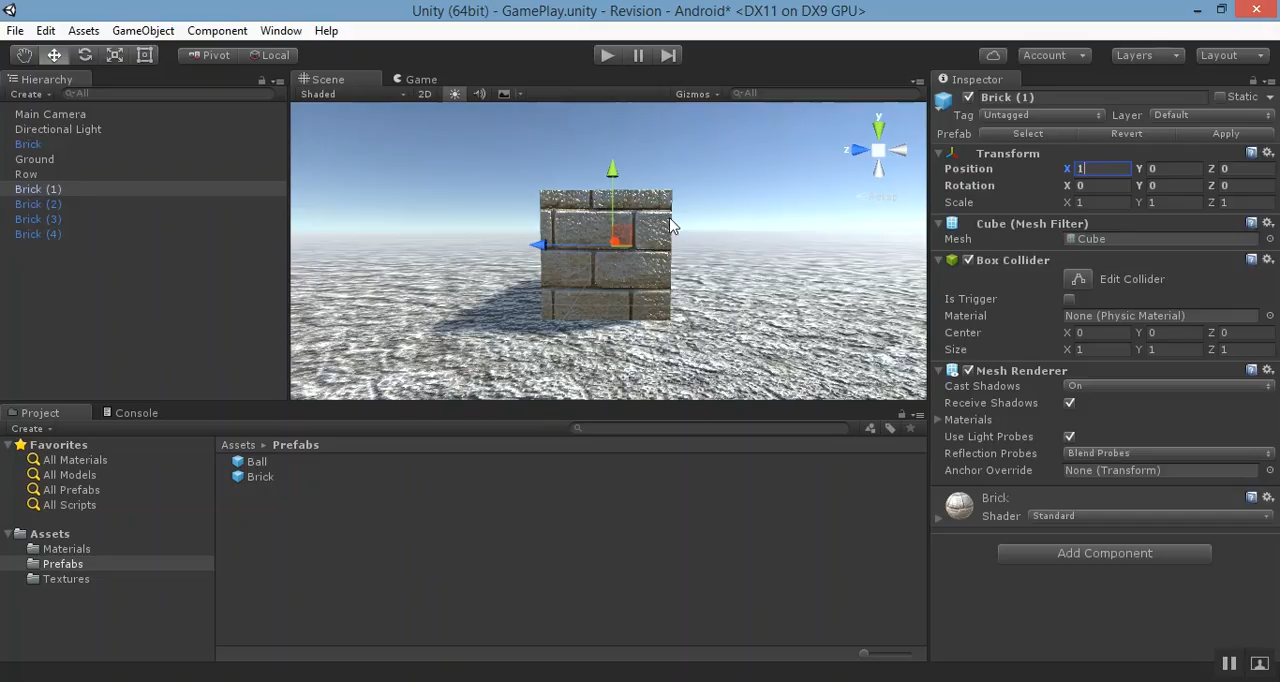 Unity (64bit) - GamePlay.unity - Revision - Android* <DX11 on DX9 GPU>
File Edit Assets GameObject Component Window Help
Pivot Local Account Layers Layout
Hierarchy
Create All
Main Camera
Directional Light
Brick
Ground
Row
Brick (1)
Brick (2)
Brick (3)
Brick (4)
Scene Game
Shaded 2D Gizmos All
y
z
Inspector
Brick (1) Static
Tag Untagged Layer Default
Prefab Select Revert Apply
Transform
Position X 1 Y 0 Z 0
Rotation X 0 Y 0 Z 0
Scale X 1 Y 1 Z 1
Cube (Mesh Filter)
Mesh Cube
Box Collider
Edit Collider
Is Trigger
Material None (Physic Material)
Center X 0 Y 0 Z 0
Size X 1 Y 1 Z 1
Mesh Renderer
Cast Shadows On
Receive Shadows
Materials
Use Light Probes
Reflection Probes Blend Probes
Anchor Override None (Transform)
Brick
Shader Standard
Add Component
Project Console
Create
Favorites
All Materials
All Models
All Prefabs
All Scripts
Assets
Materials
Prefabs
Textures
Assets Prefabs
Ball
Brick